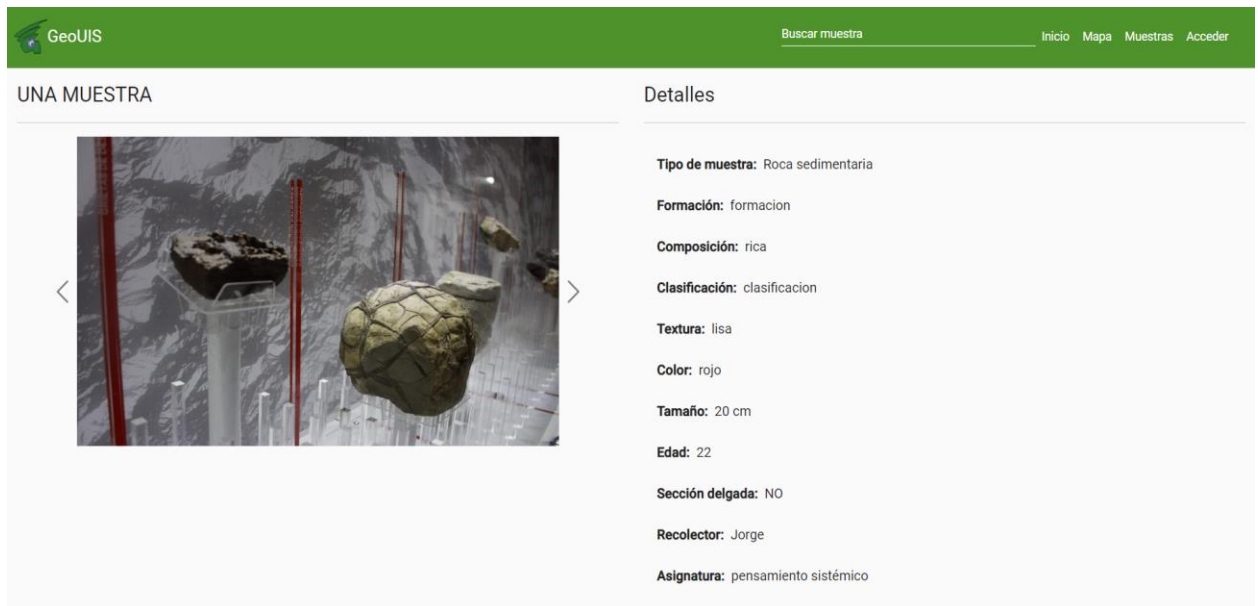 GeoUIS
Buscar muestra
Inicio Mapa Muestras Acceder
UNA MUESTRA
Detalles
Tipo de muestra: Roca sedimentaria
Formación: formacion
Composición: rica
Clasificación: clasificacion
Textura: lisa
Color: rojo
Tamaño: 20 cm
Edad: 22
Sección delgada: NO
Recolector: Jorge
Asignatura: pensamiento sistémico